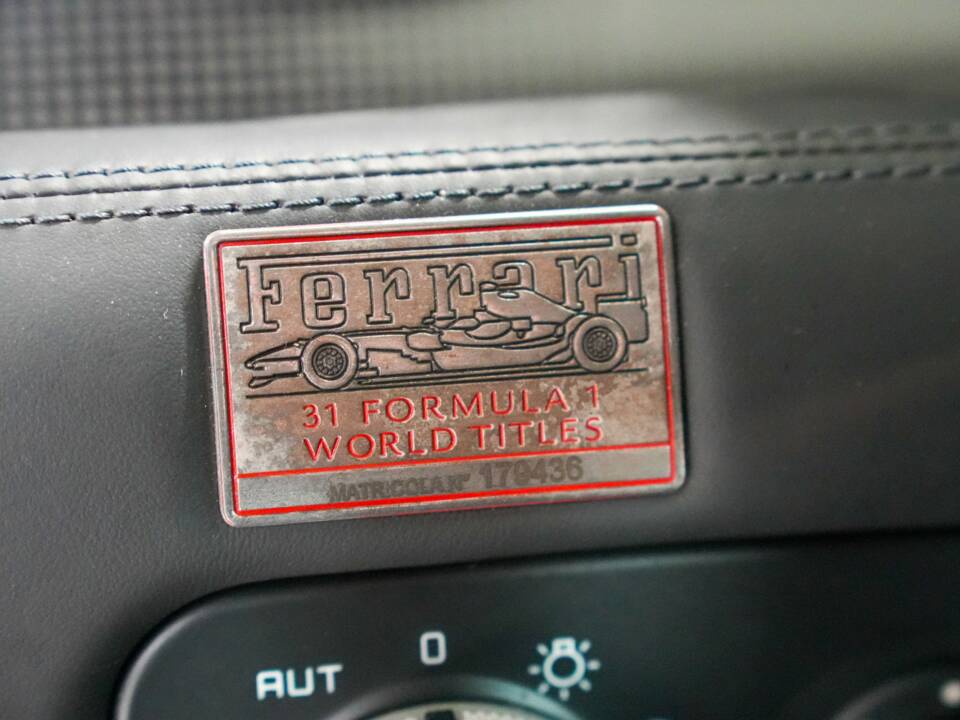 Ferrari
31 FORMULA 1
WORLD TITLES
MATRICOLA N° 179436
AUT 0